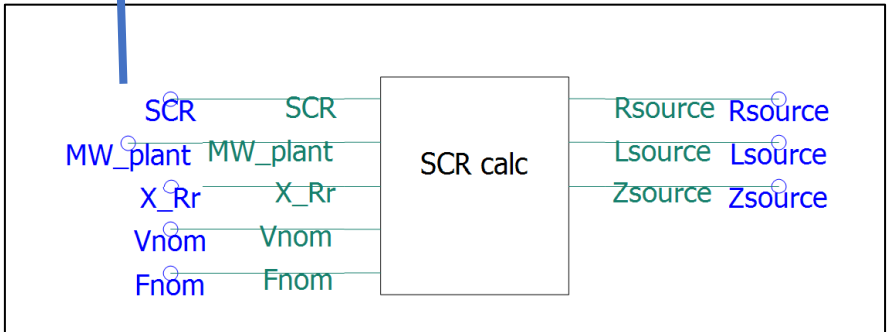 SCR SCR Rsource Rsource
MW_plant MW_plant Lsource Lsource
SCR calc
X_Rr X_Rr Zsource Zsource
Vnom Vnom
Fnom Fnom